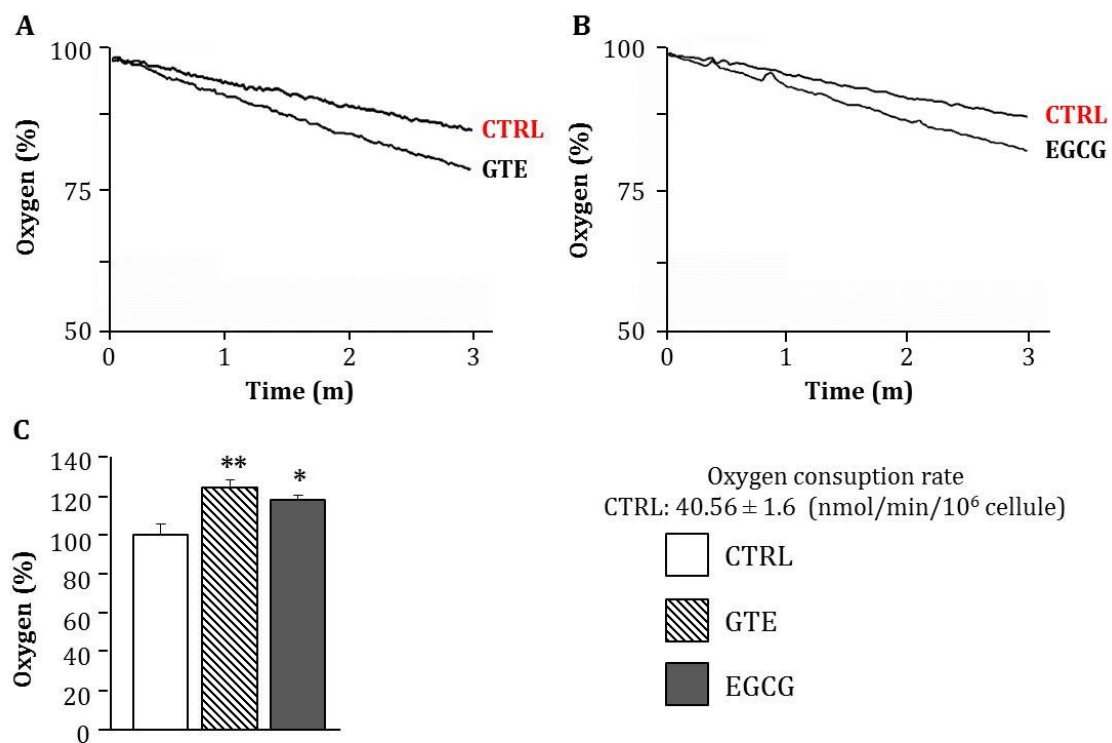 A
Oxygen (%)
100
75
50
0
1
2
3
Time (m)
CTRL
GTE
B
Oxygen (%)
100
75
50
0
1
2
3
Time (m)
CTRL
EGCG
C
Oxygen (%)
140
120
100
80
60
40
20
0
**
*
Oxygen consuption rate
CTRL: 40.56 ± 1.6 (nmol/min/10⁶ cellule)
CTRL
GTE
EGCG